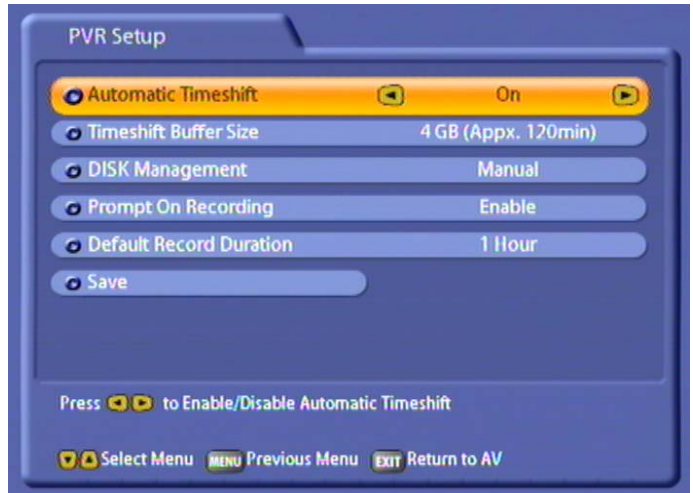 PVR Setup
Automatic Timeshift On
Timeshift Buffer Size 4 GB (Appx. 120min)
DISK Management Manual
Prompt On Recording Enable
Default Record Duration 1 Hour
Save
Press to Enable/Disable Automatic Timeshift
Select Menu MENU Previous Menu EXIT Return to AV